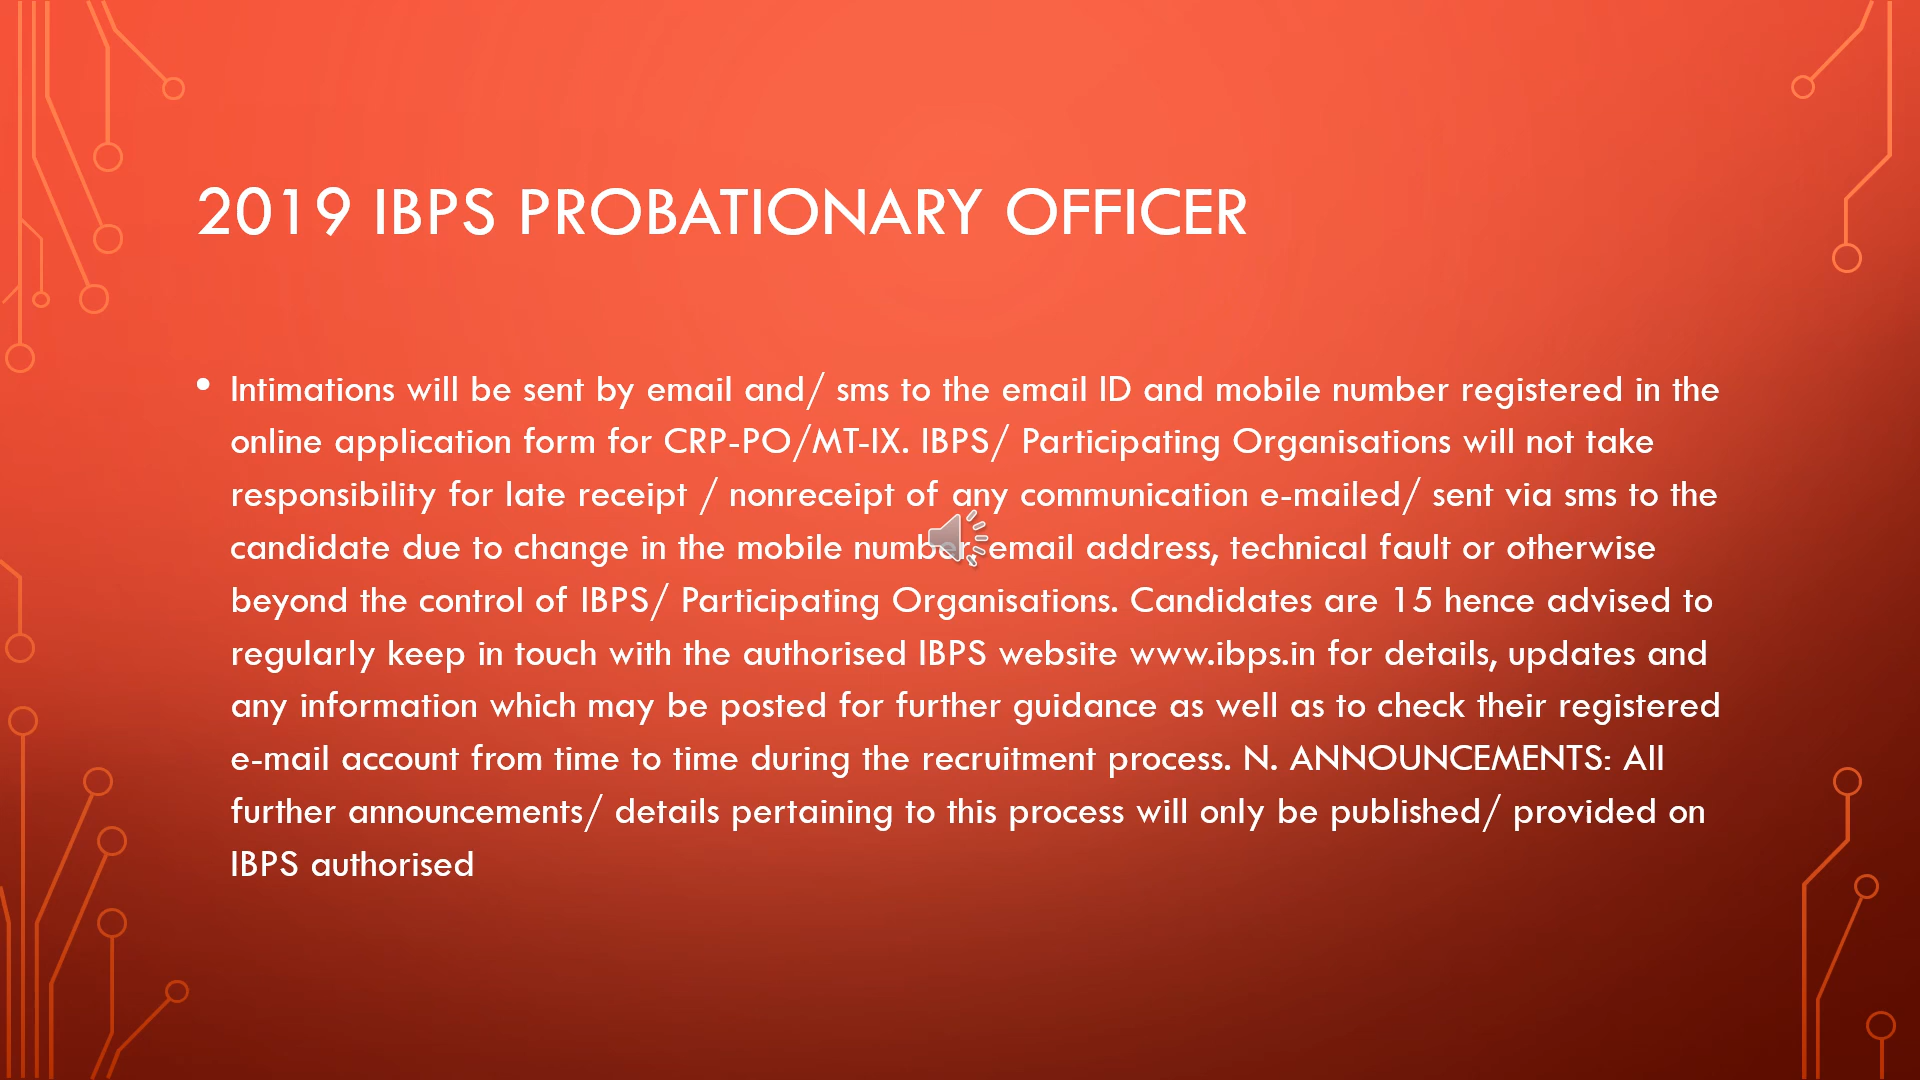 2019 IBPS PROBATIONARY OFFICER
• Intimations will be sent by email and/ sms to the email ID and mobile number registered in the
online application form for CRP-PO/MT-IX. IBPS/ Participating Organisations will not take
responsibility for late receipt / nonreceipt of any communication e-mailed/ sent via sms to the
candidate due to change in the mobile number, email address, technical fault or otherwise
beyond the control of IBPS/ Participating Organisations. Candidates are 15 hence advised to
regularly keep in touch with the authorised IBPS website www.ibps.in for details, updates and
any information which may be posted for further guidance as well as to check their registered
e-mail account from time to time during the recruitment process. N. ANNOUNCEMENTS: All
further announcements/ details pertaining to this process will only be published/ provided on
IBPS authorised